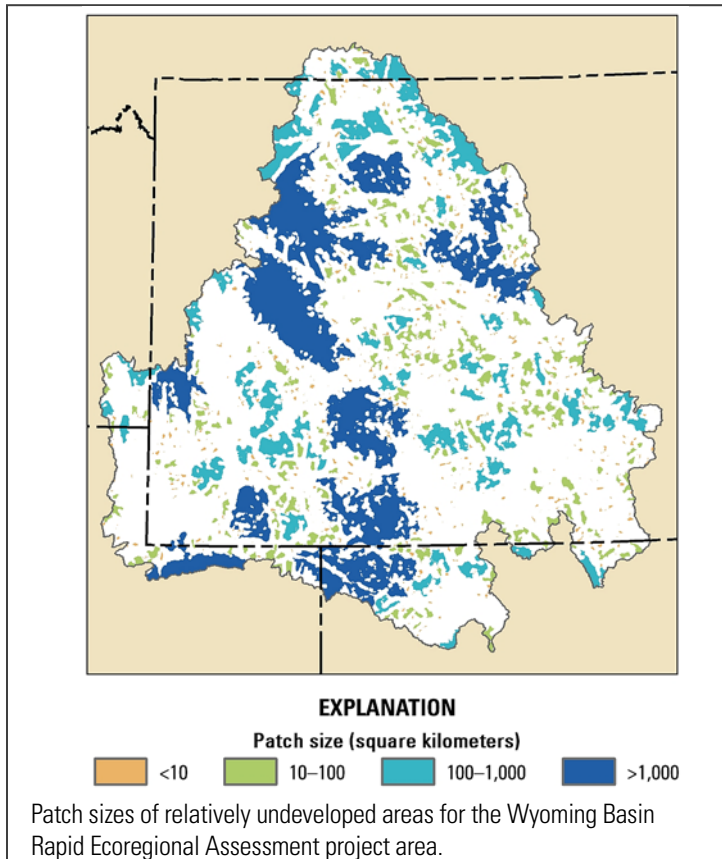 EXPLANATION
Patch size (square kilometers)
<10 10–100 100–1,000 >1,000
Patch sizes of relatively undeveloped areas for the Wyoming Basin
Rapid Ecoregional Assessment project area.